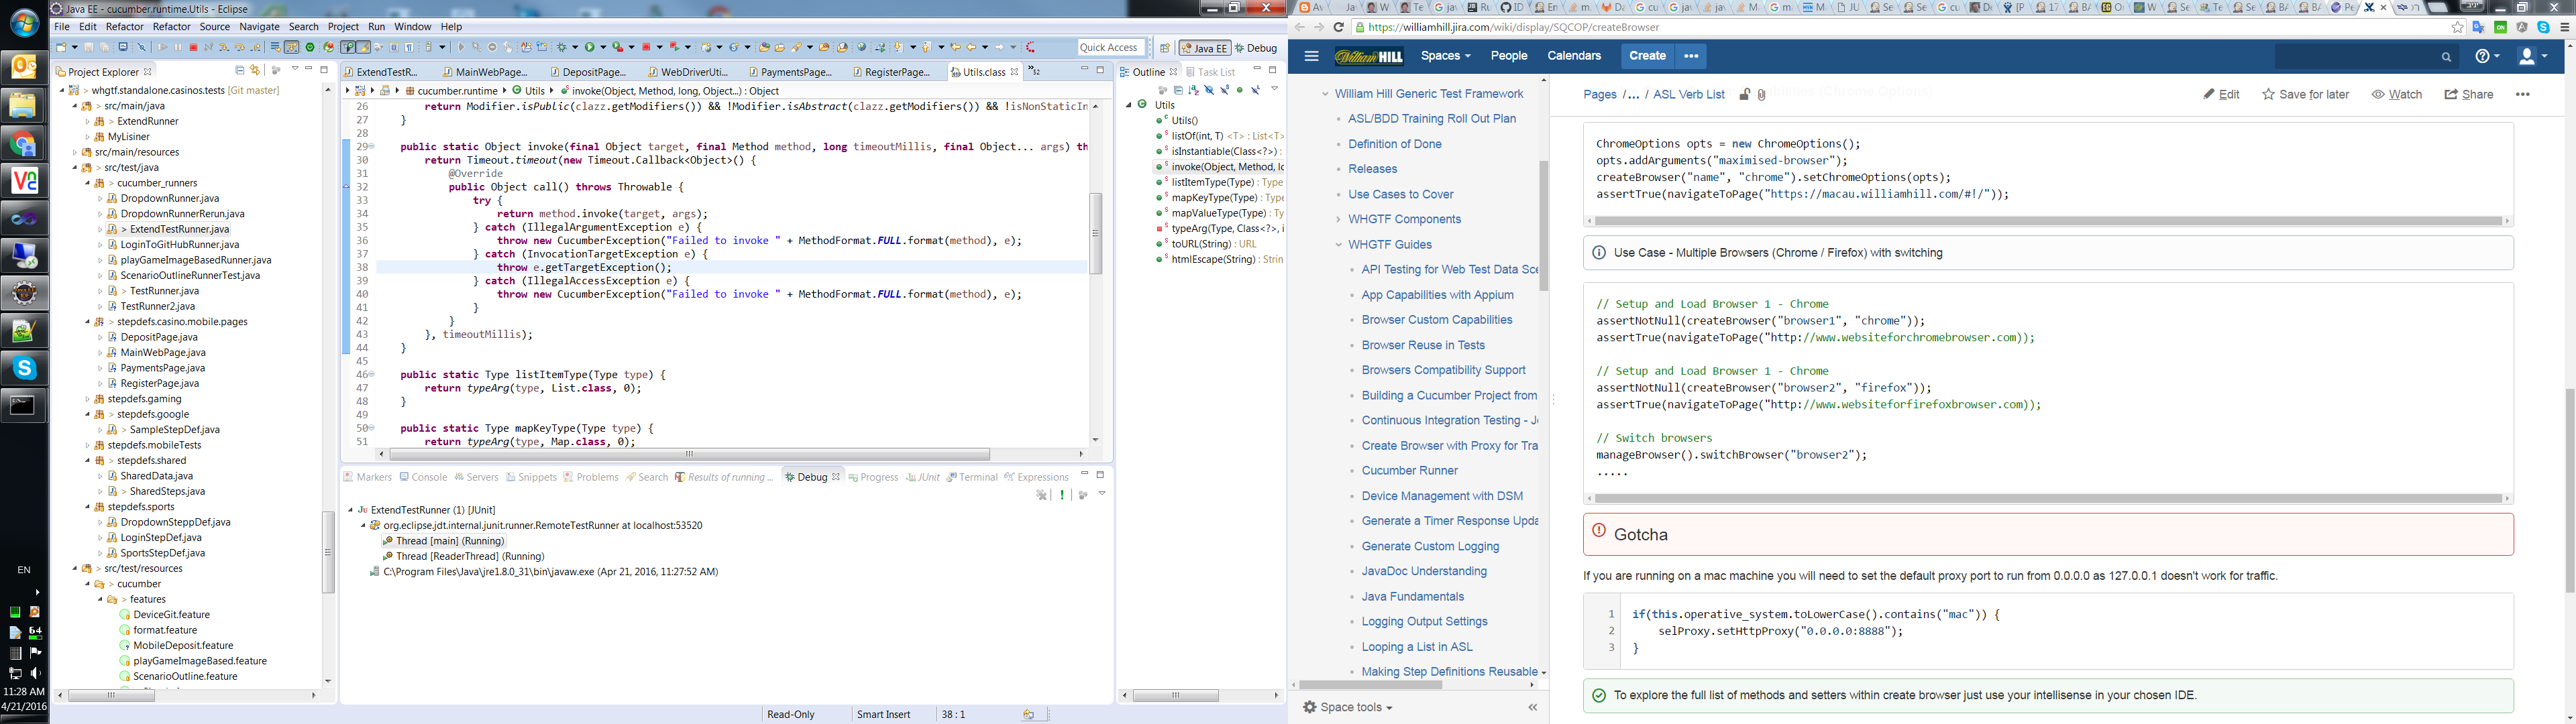 Java EE - cucumber.runtime.Utils - Eclipse
File Edit Refactor Refactor Source Navigate Search Project Run Window Help
Quick Access
Java EE
Debug
Project Explorer
> whgtf.standalone.casinos.tests [Git master]
> src/main/java
> ExtendRunner
MyLisiner
src/main/resources
> src/test/java
> cucumber_runners
DropdownRunner.java
DropdownRunnerRerun.java
> ExtendTestRunner.java
LoginToGitHubRunner.java
playGameImageBasedRunner.java
ScenarioOutlineRunnerTest.java
> TestRunner.java
TestRunner2.java
> stepdefs.casino.mobile.pages
DepositPage.java
MainWebPage.java
PaymentsPage.java
RegisterPage.java
stepdefs.gaming
> stepdefs.google
> SampleStepDef.java
stepdefs.mobileTests
> stepdefs.shared
SharedData.java
> SharedSteps.java
stepdefs.sports
DropdownSteppDef.java
LoginStepDef.java
SportsStepDef.java
> src/test/resources
> cucumber
> features
DeviceGit.feature
format.feature
MobileDeposit.feature
playGameImageBased.feature
ScenarioOutline.feature
EN
64
11:28 AM
4/21/2016
ExtendTestR...
MainWebPage...
DepositPage...
WebDriverUti...
PaymentsPage...
RegisterPage...
Utils.class
»52
cucumber.runtime
Utils
invoke(Object, Method, long, Object...) : Object
26 return Modifier.isPublic(clazz.getModifiers()) && !Modifier.isAbstract(clazz.getModifiers()) && !isNonStaticIn
27 }
28
29 public static Object invoke(final Object target, final Method method, long timeoutMillis, final Object... args) th
30 return Timeout.timeout(new Timeout.Callback<Object>() {
31 @Override
32 public Object call() throws Throwable {
33 try {
34 return method.invoke(target, args);
35 } catch (IllegalArgumentException e) {
36 throw new CucumberException("Failed to invoke " + MethodFormat.FULL.format(method), e);
37 } catch (InvocationTargetException e) {
38 throw e.getTargetException();
39 } catch (IllegalAccessException e) {
40 throw new CucumberException("Failed to invoke " + MethodFormat.FULL.format(method), e);
41 }
42 }
43 }, timeoutMillis);
44 }
45
46 public static Type listItemType(Type type) {
47 return typeArg(type, List.class, 0);
48 }
49
50 public static Type mapKeyType(Type type) {
51 return typeArg(type, Map.class, 0);
Markers Console Servers Snippets Problems Search Results of running ... Debug Progress JUnit Terminal Expressions
ExtendTestRunner (1) [JUnit]
org.eclipse.jdt.internal.junit.runner.RemoteTestRunner at localhost:53520
Thread [main] (Running)
Thread [ReaderThread] (Running)
C:\Program Files\Java\jre1.8.0_31\bin\javaw.exe (Apr 21, 2016, 11:27:52 AM)
Read-Only
Smart Insert
38 : 1
Outline
Task List
Utils
Utils()
listOf(int, T) <T> : List<T>
isInstantiable(Class<?>) :
invoke(Object, Method, lo
listItemType(Type) : Type
mapKeyType(Type) : Type
mapValueType(Type) : Ty
typeArg(Type, Class<?>, i
toURL(String) : URL
htmlEscape(String) : Strin
https://williamhill.jira.com/wiki/display/SQCOP/createBrowser
William HILL
Spaces
People
Calendars
Create
William Hill Generic Test Framework
ASL/BDD Training Roll Out Plan
Definition of Done
Releases
Use Cases to Cover
WHGTF Components
WHGTF Guides
API Testing for Web Test Data Sce
App Capabilities with Appium
Browser Custom Capabilities
Browser Reuse in Tests
Browsers Compatibility Support
Building a Cucumber Project from
Continuous Integration Testing - Je
Create Browser with Proxy for Tra
Cucumber Runner
Device Management with DSM
Generate a Timer Response Upda
Generate Custom Logging
JavaDoc Understanding
Java Fundamentals
Logging Output Settings
Looping a List in ASL
Making Step Definitions Reusable
Space tools
Pages /... / ASL Verb List
Edit
Save for later
Watch
Share
ChromeOptions opts = new ChromeOptions();
opts.addArguments("maximised-browser");
createBrowser("name", "chrome").setChromeOptions(opts);
assertTrue(navigateToPage("https://macau.williamhill.com/#!/"));
Use Case - Multiple Browsers (Chrome / Firefox) with switching
// Setup and Load Browser 1 - Chrome
assertNotNull(createBrowser("browser1", "chrome"));
assertTrue(navigateToPage("http://www.websiteforchromebrowser.com));
// Setup and Load Browser 1 - Chrome
assertNotNull(createBrowser("browser2", "firefox"));
assertTrue(navigateToPage("http://www.websiteforfirefoxbrowser.com));
// Switch browsers
manageBrowser().switchBrowser("browser2");
.....
Gotcha
If you are running on a mac machine you will need to set the default proxy port to run from 0.0.0.0 as 127.0.0.1 doesn't work for traffic.
1 if(this.operative_system.toLowerCase().contains("mac")) {
2 selProxy.setHttpProxy("0.0.0.0:8888");
3 }
To explore the full list of methods and setters within create browser just use your intellisense in your chosen IDE.